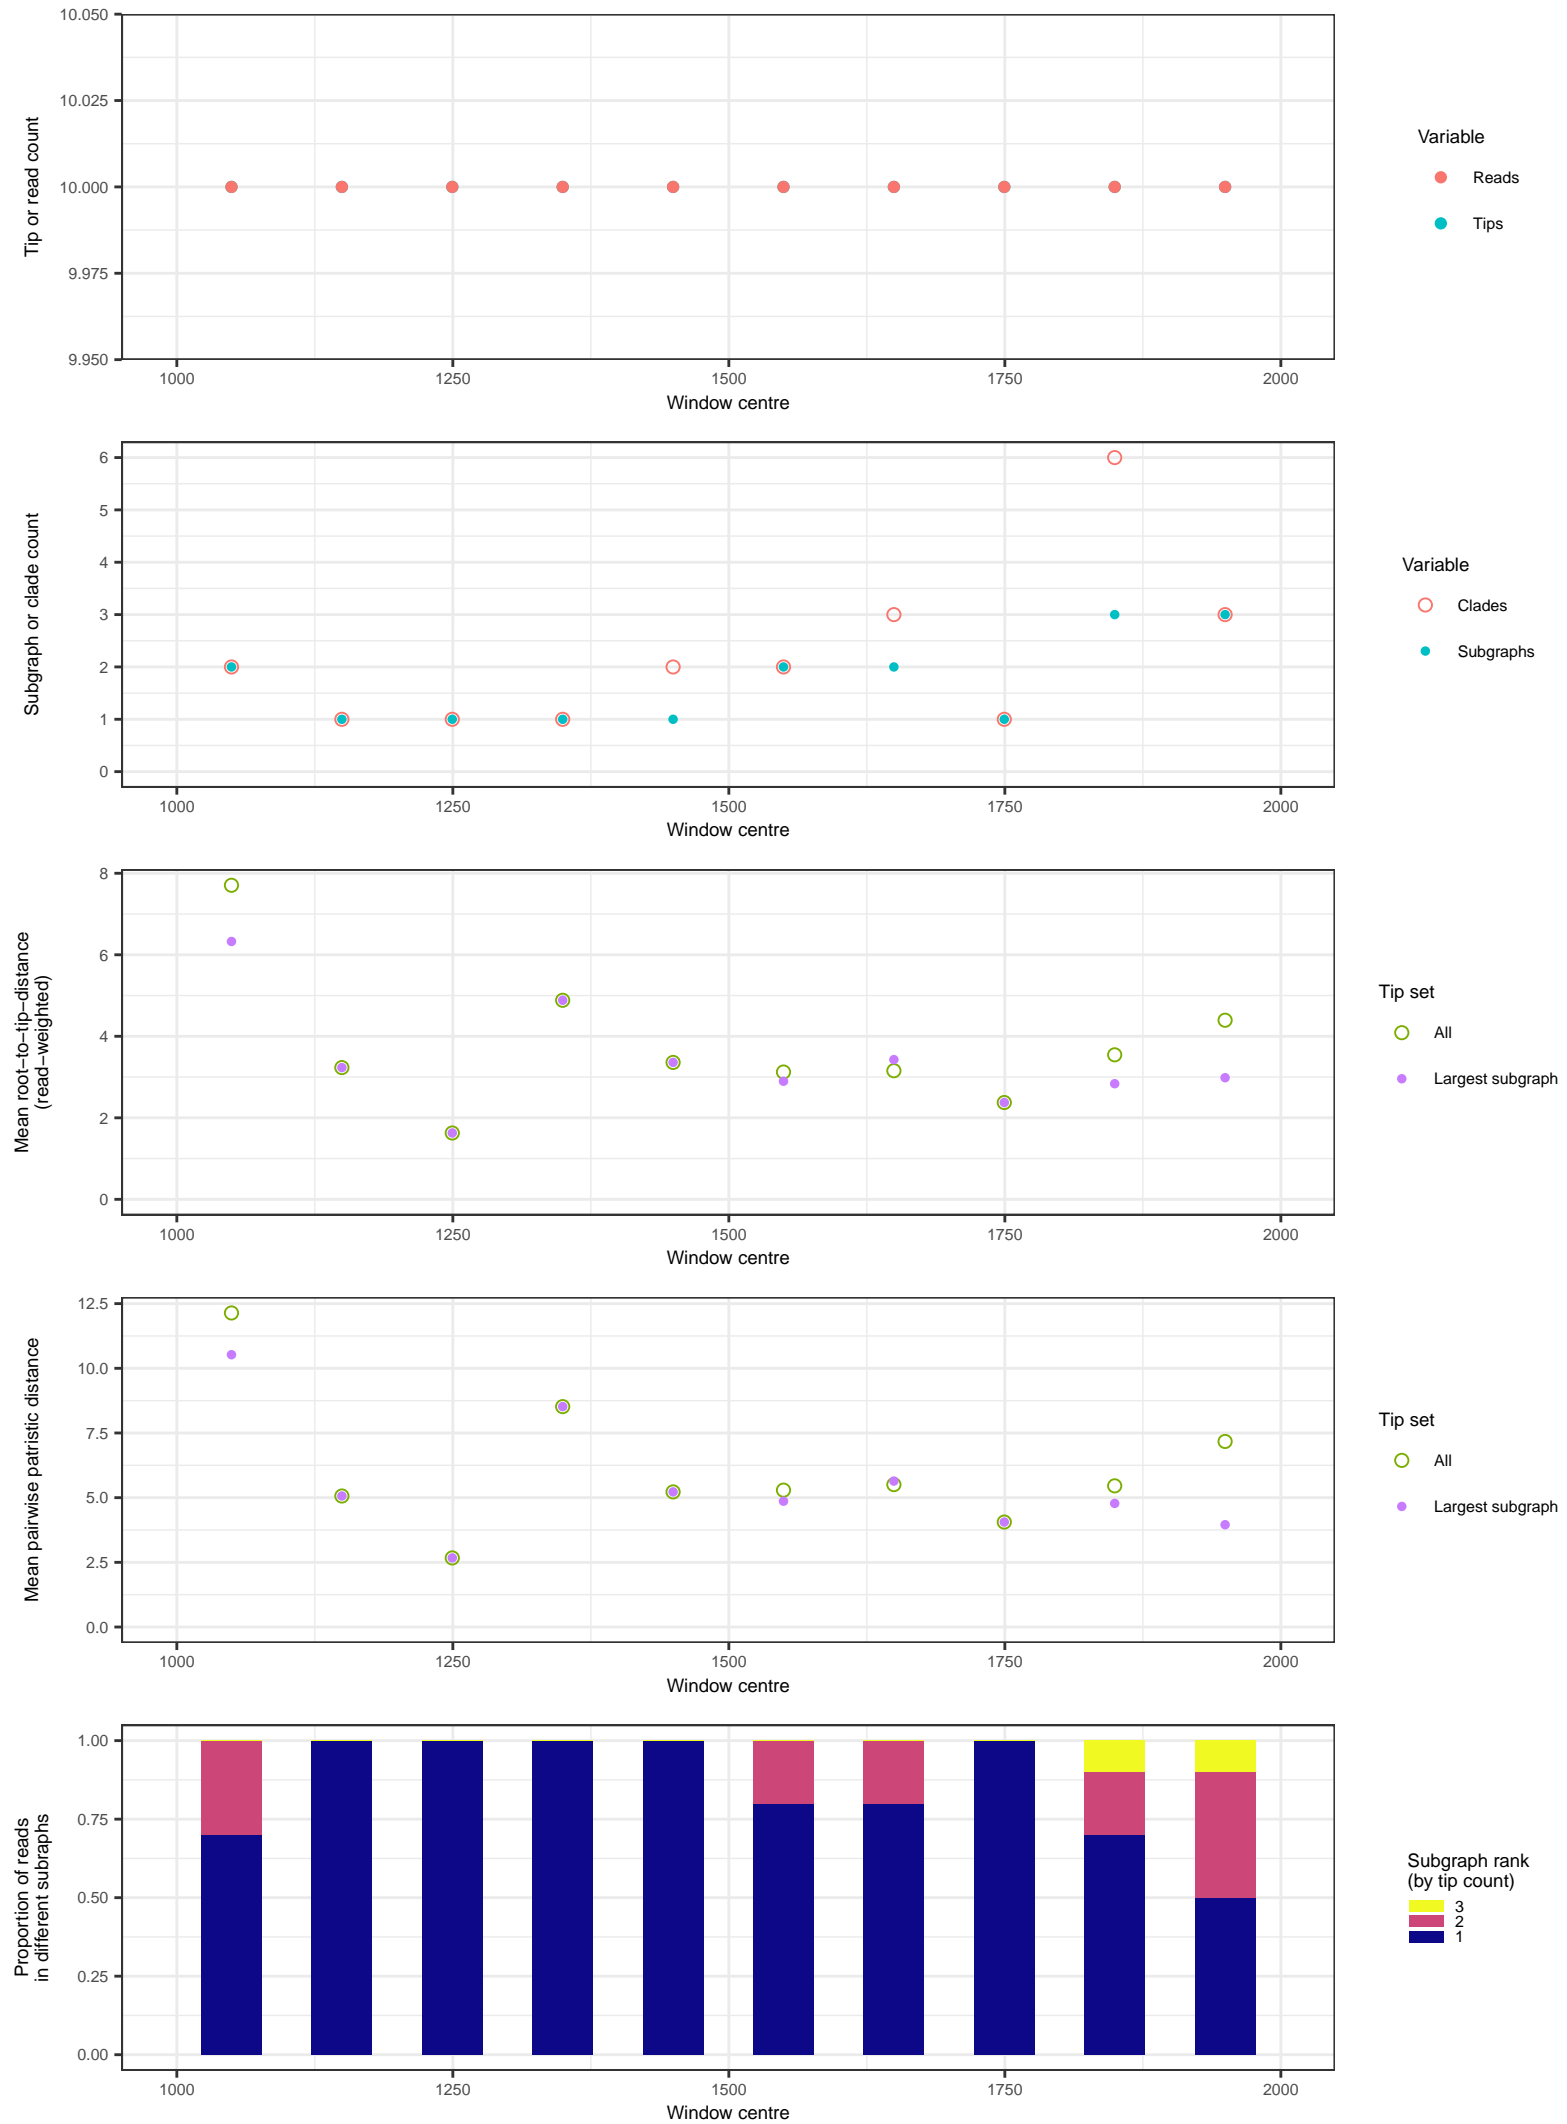 10.050
10.025
10.000
9.975
9.950
Tip or read count
1000 1250 1500 1750 2000
Window centre
Variable
Reads
Tips
6
5
4
3
2
1
0
Subgraph or clade count
1000 1250 1500 1750 2000
Window centre
Variable
Clades
Subgraphs
8
6
4
2
0
Mean root−to−tip−distance
(read−weighted)
1000 1250 1500 1750 2000
Window centre
Tip set
All
Largest subgraph
12.5
10.0
7.5
5.0
2.5
0.0
Mean pairwise patristic distance
1000 1250 1500 1750 2000
Window centre
Tip set
All
Largest subgraph
1.00
0.75
0.50
0.25
0.00
Proportion of reads
in different subraphs
1000 1250 1500 1750 2000
Window centre
Subgraph rank
(by tip count)
3
2
1